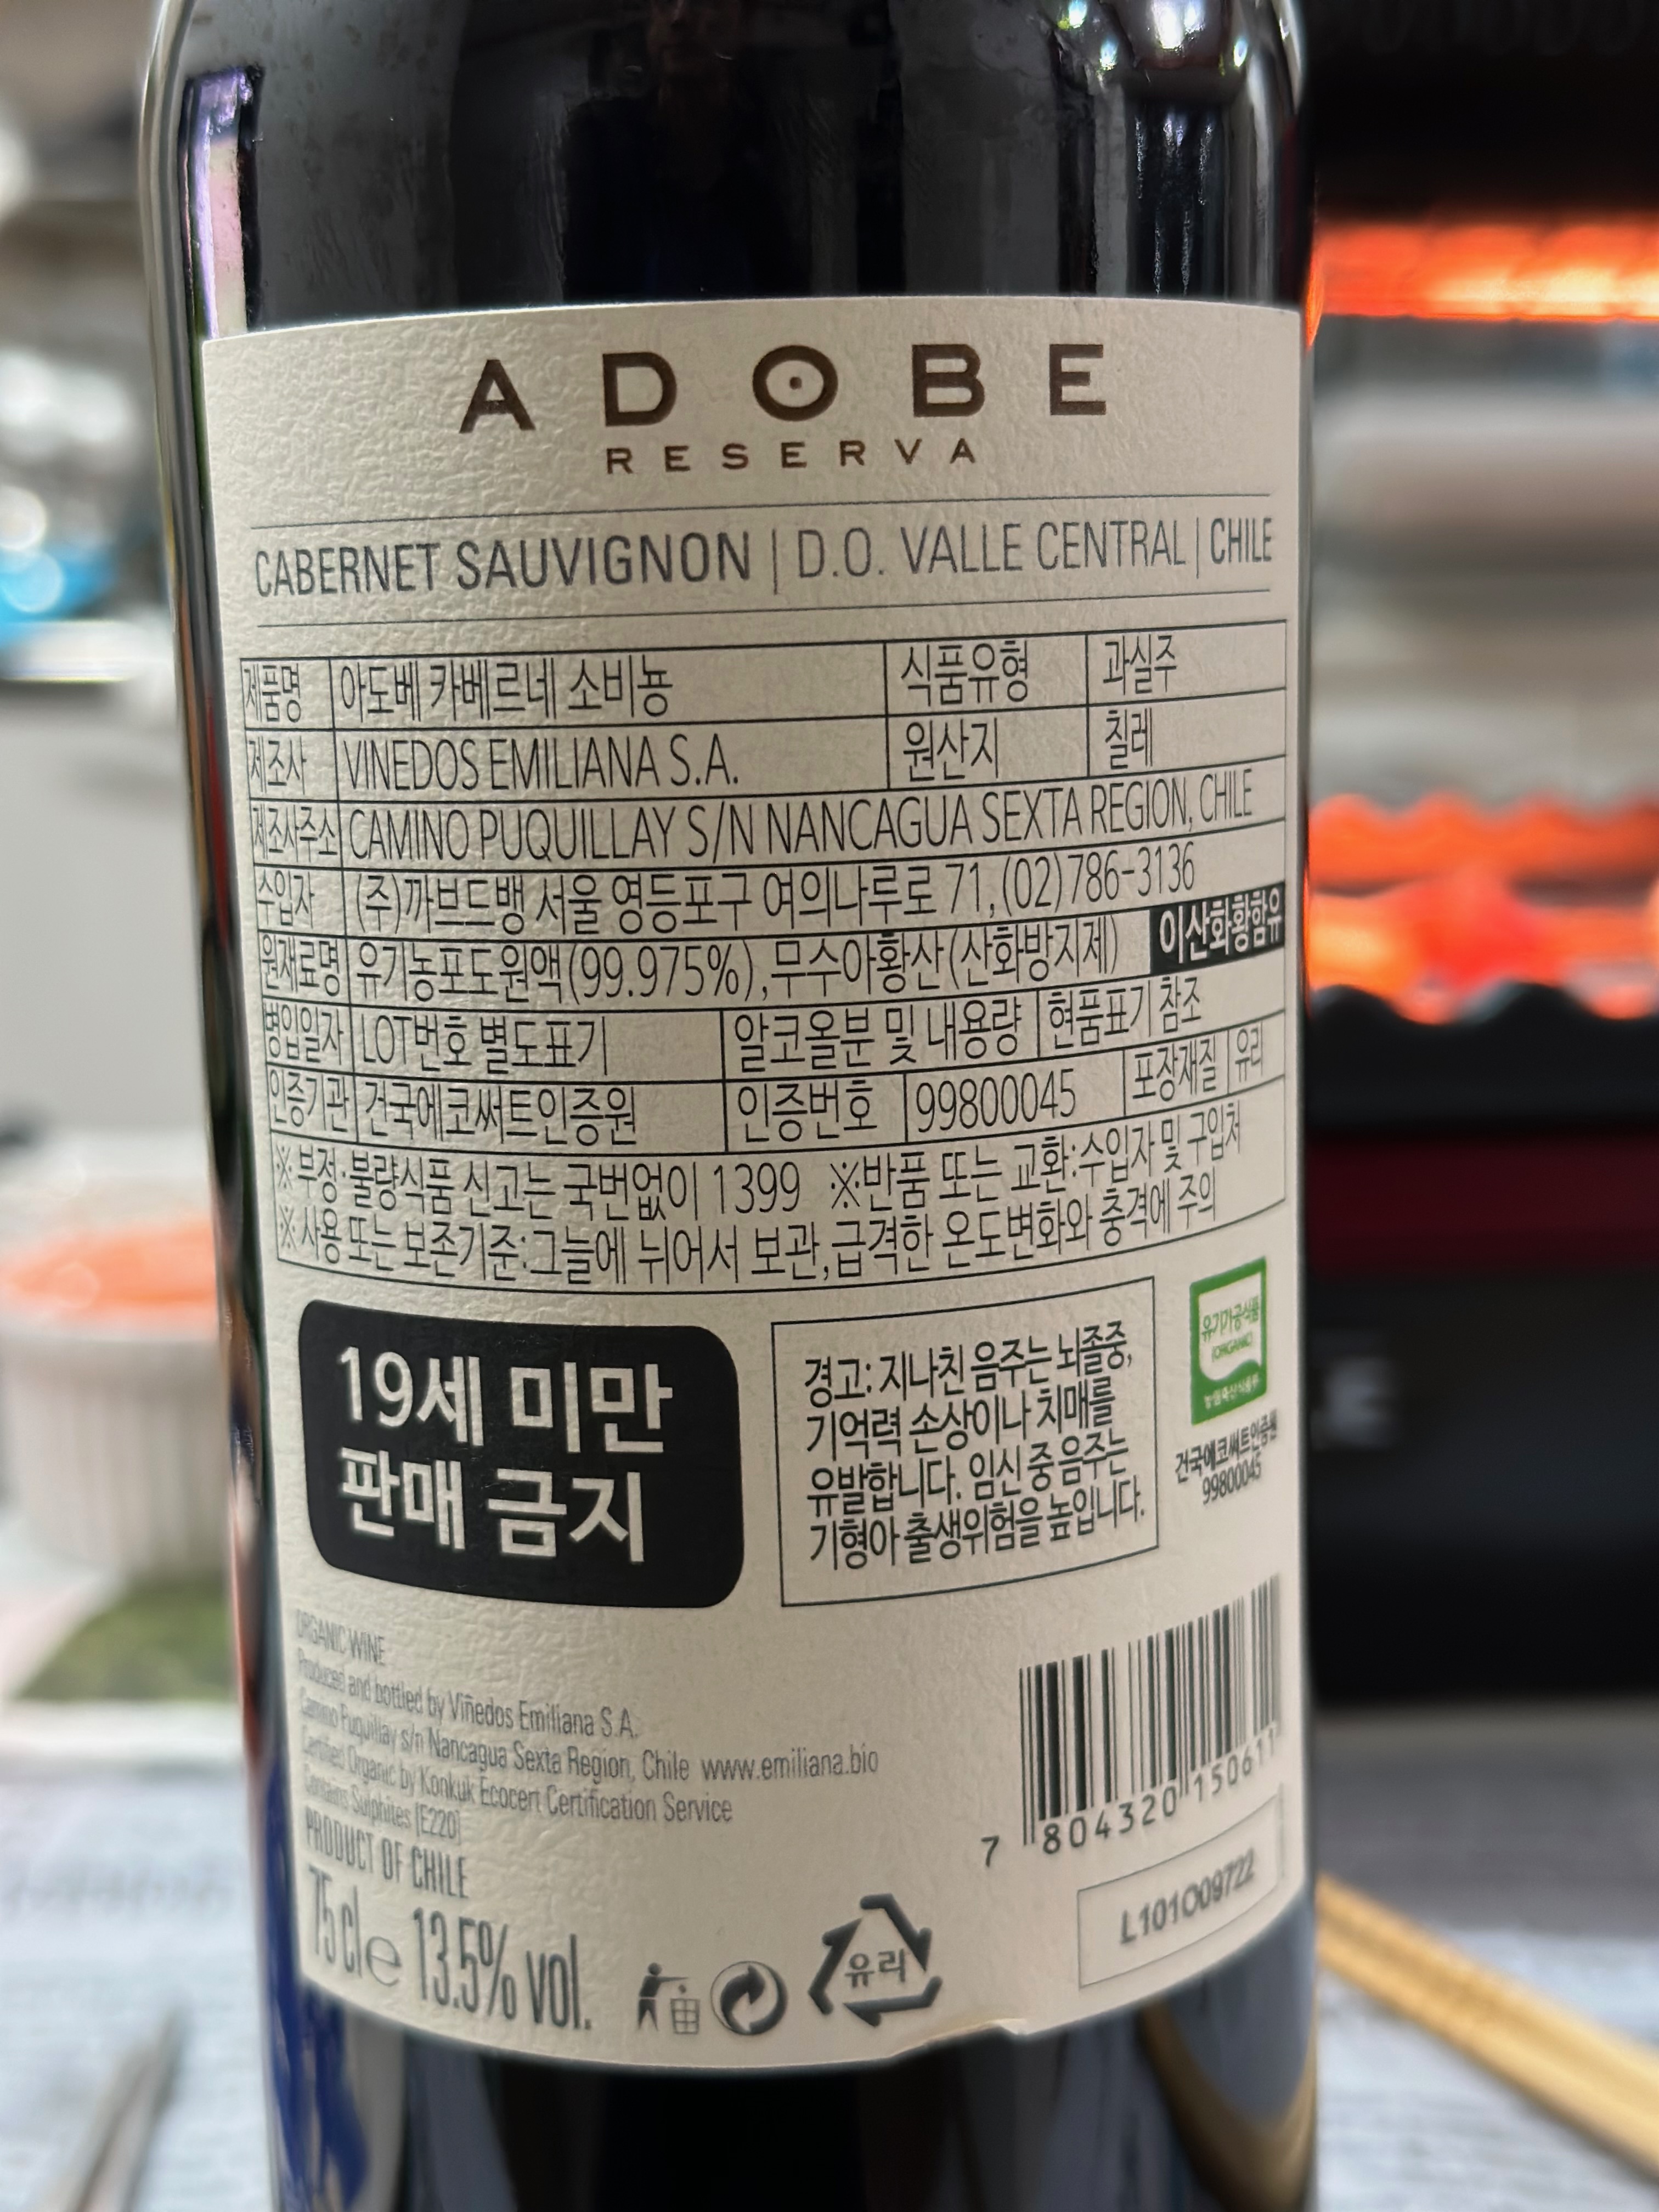 ADOBE
RESERVA
CABERNET SAUVIGNON | D.O. VALLE CENTRAL | CHILE
제품명 아도베 카베르네 소비뇽 식품유형 과실주
제조사 VINEDOS EMILIANA S.A. 원산지 칠레
제조사주소 CAMINO PUQUILLAY S/N NANCAGUA SEXTA REGION, CHILE
수입자 (주)까브드뱅 서울 영등포구 여의나루로 71, (02)786-3136
원재료명 유기농포도원액(99.975%),무수아황산(산화방지제) 이산화황함유
병입일자 LOT번호 별도표기 알코올분 및 내용량 현품표기 참조
인증기관 건국에코써트인증원 인증번호 99800045 포장재질 유리
※부정·불량식품 신고는 국번없이 1399 ※반품 또는 교환:수입자 및 구입처
※사용 또는 보존기준:그늘에 뉘어서 보관,급격한 온도변화와 충격에 주의
19세 미만
판매 금지
경고: 지나친 음주는 뇌졸중,
기억력 손상이나 치매를
유발합니다. 임신 중 음주는
기형아 출생위험을 높입니다.
유기가공식품
(ORGANIC)
농림축산식품부
건국에코써트인증원
99800045
ORGANIC WINE
Produced and bottled by Viñedos Emiliana S.A.
Camino Puquillay s/n Nancagua Sexta Region, Chile www.emiliana.bio
Certified Organic by Konkuk Ecocert Certification Service
Contains Sulphites (E220)
PRODUCT OF CHILE
75 cl e 13.5% vol.
유리
7 804320 150611
L101009722